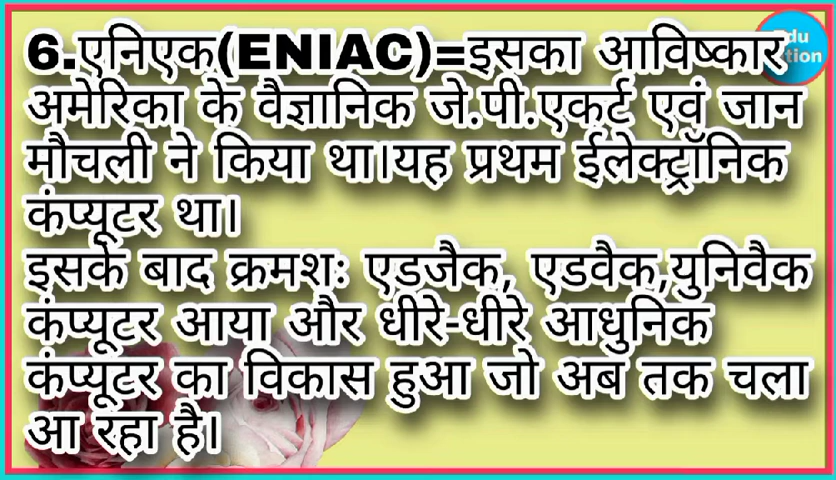 6.एनिएक(ENIAC)=इसका आविष्कार
अमेरिका के वैज्ञानिक जे.पी.एकर्ट एवं जान
मौचली ने किया था।यह प्रथम ईलेक्ट्रॉनिक
कंप्यूटर था।
इसके बाद क्रमशः एडजैक, एडवैक,युनिवैक
कंप्यूटर आया और धीरे-धीरे आधुनिक
कंप्यूटर का विकास हुआ जो अब तक चला
आ रहा है।